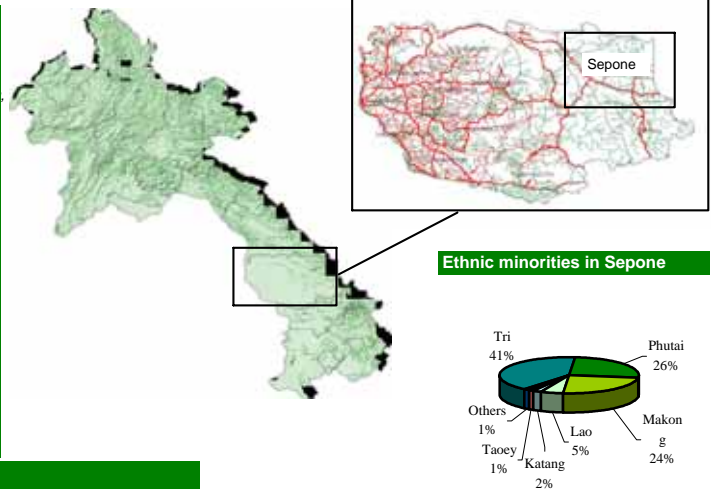 Sepone
Ethnic minorities in Sepone
Tri
41%
Phutai
26%
Makon
g
24%
Lao
5%
Katang
2%
Taoey
1%
Others
1%